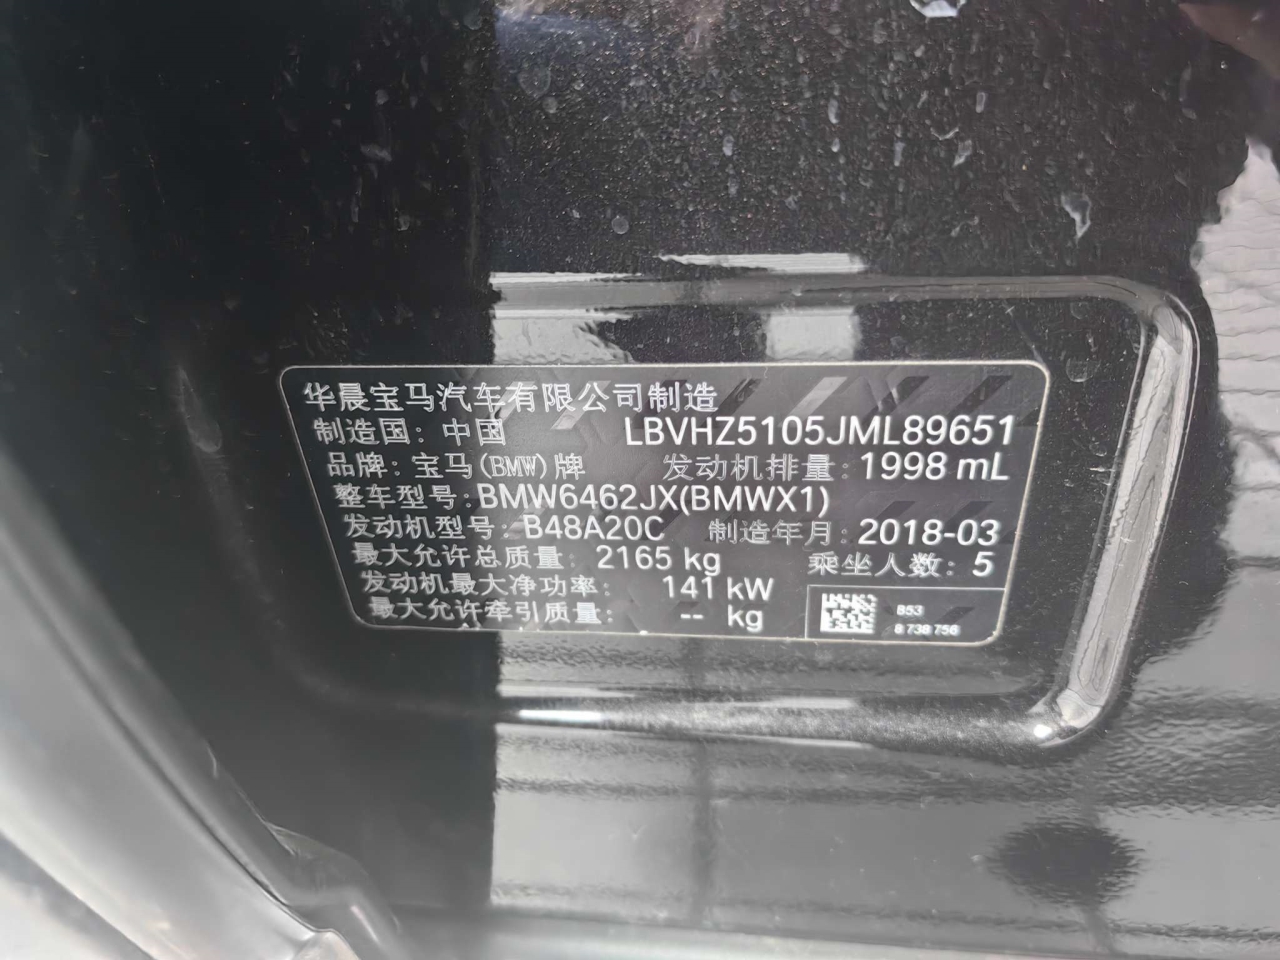 华晨宝马汽车有限公司制造
制造国: 中国 LBVHZ5105JML89651
品牌: 宝马(BMW)牌 发动机排量: 1998 mL
整车型号: BMW6462JX(BMWX1)
发动机型号: B48A20C 制造年月: 2018-03
最大允许总质量: 2165 kg 乘坐人数: 5
发动机最大净功率: 141 kW
最大允许牵引质量: -- kg
B53
8 738 756